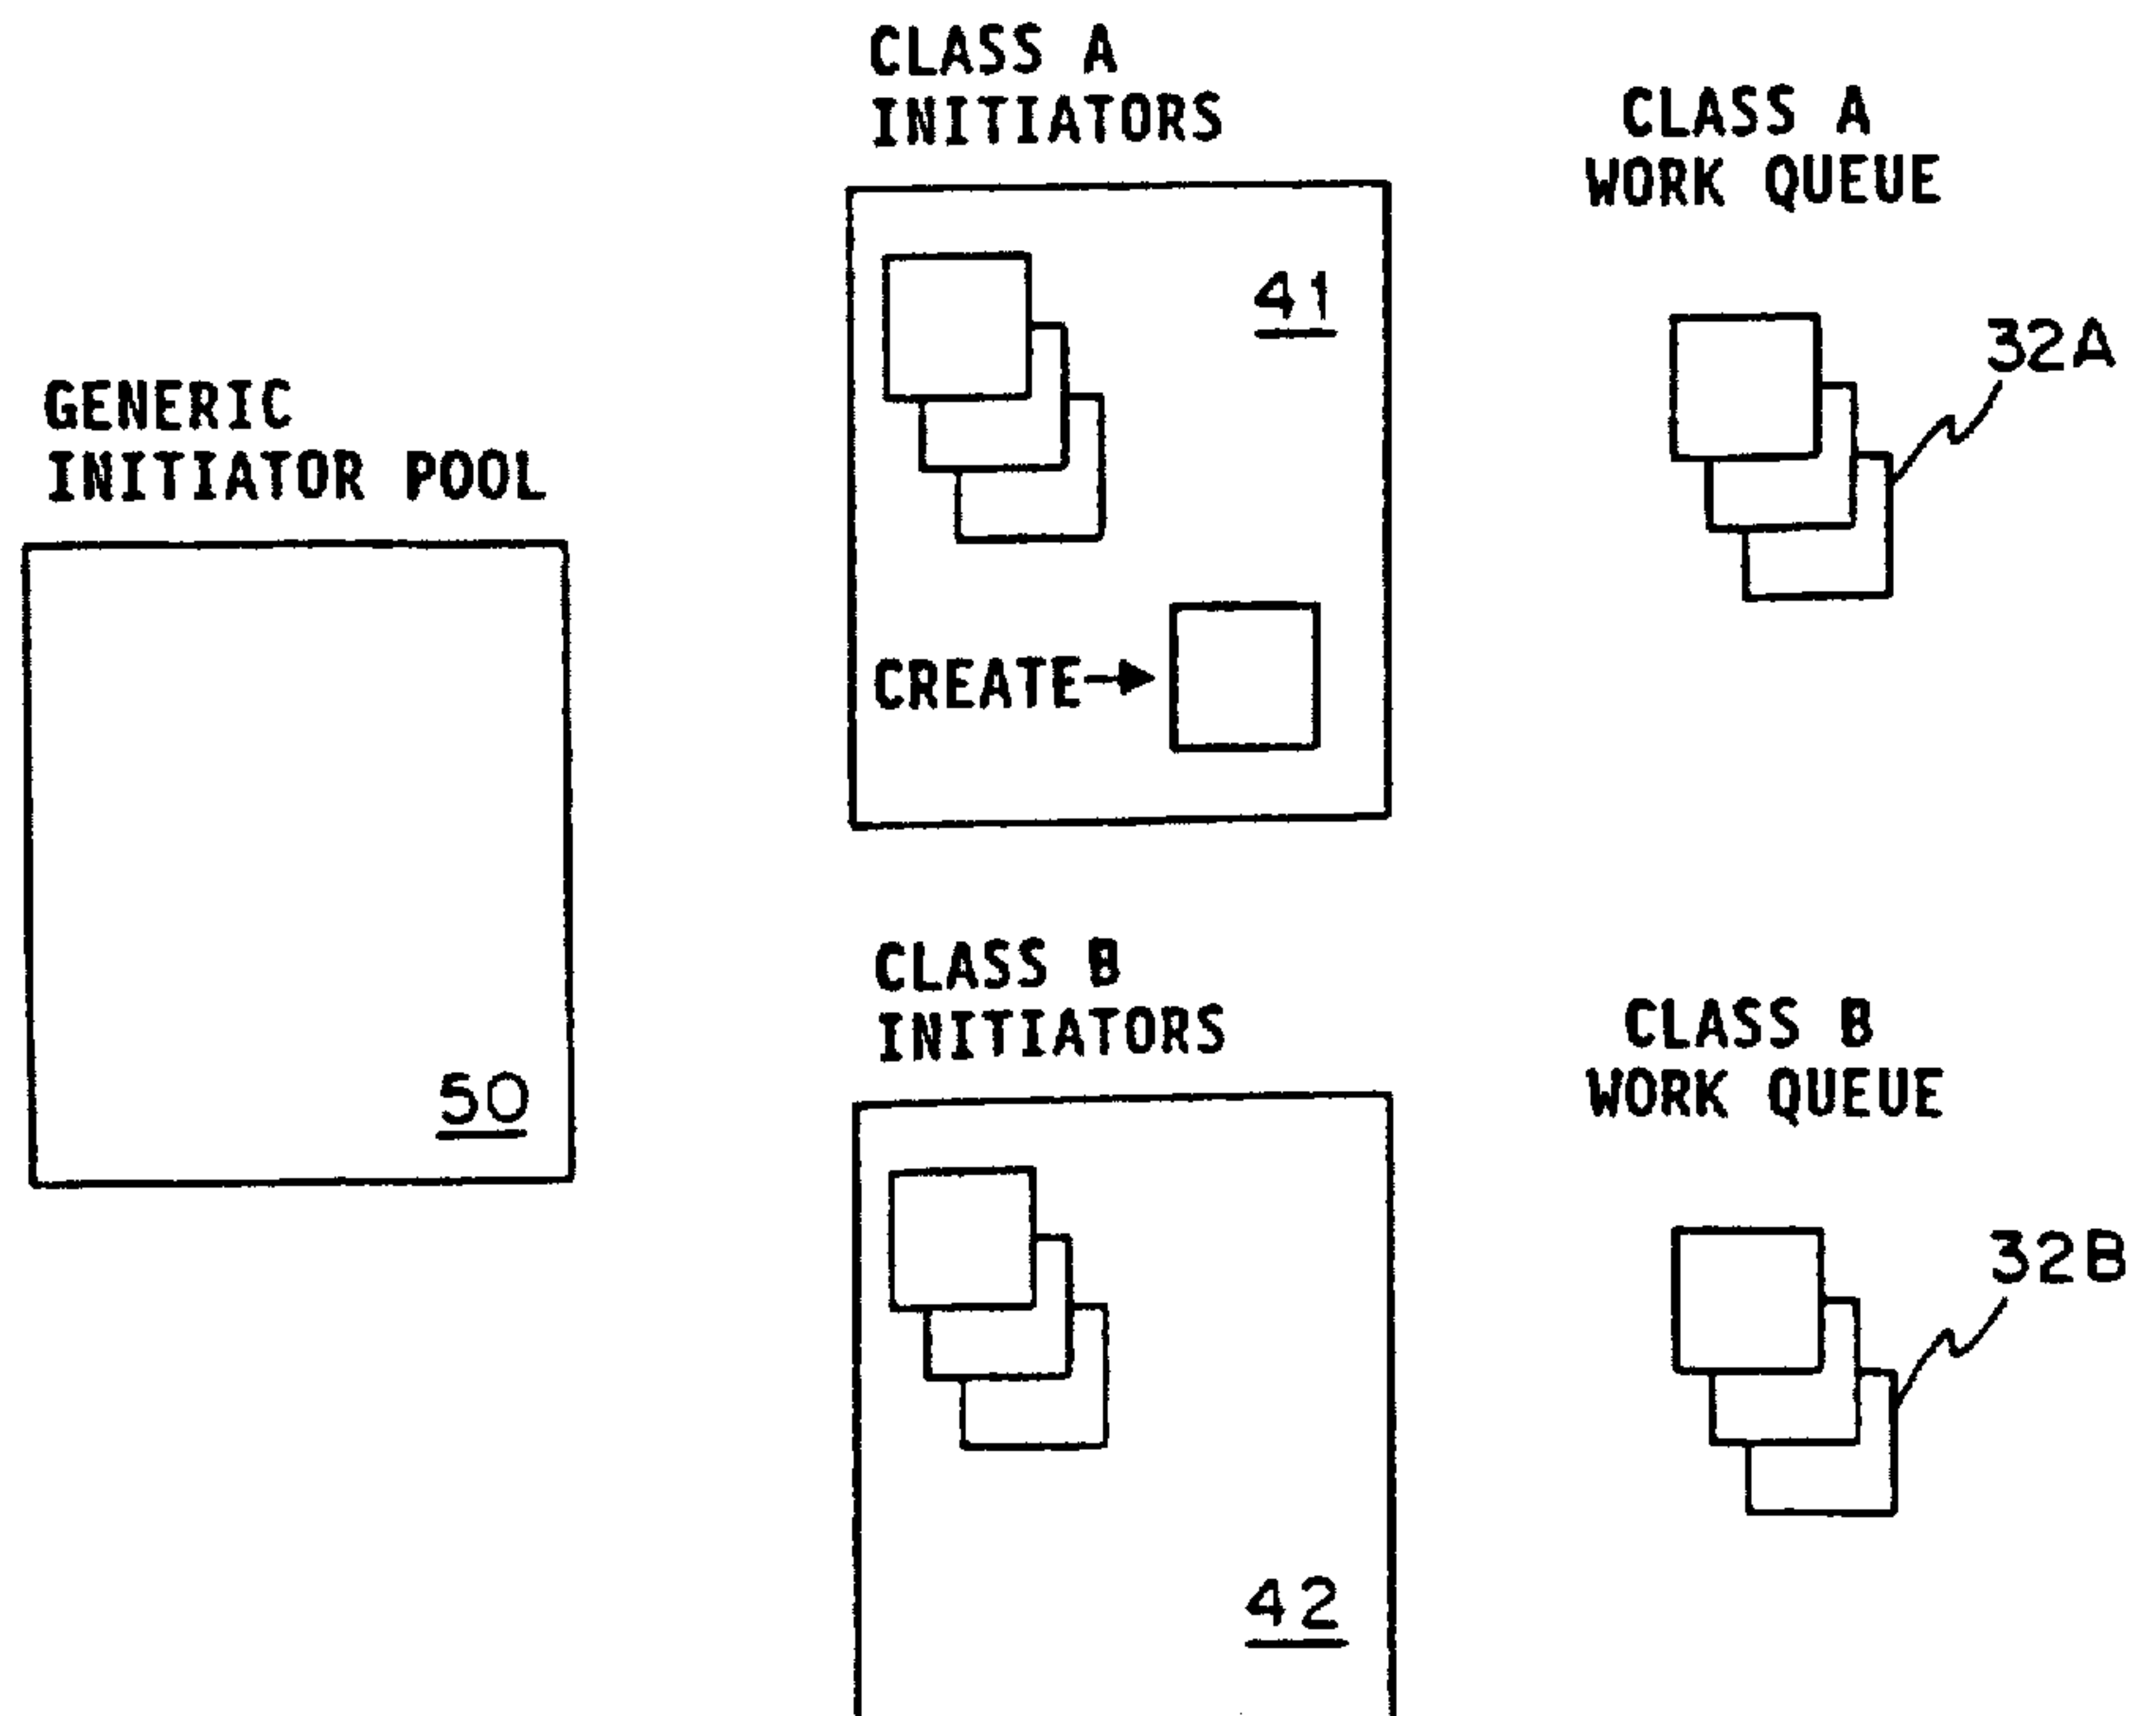 CLASS A
INITIATORS
CLASS A
WORK QUEUE
41
32A
GENERIC
INITIATOR POOL
CREATE
50
CLASS B
INITIATORS
CLASS B
WORK QUEUE
32B
42